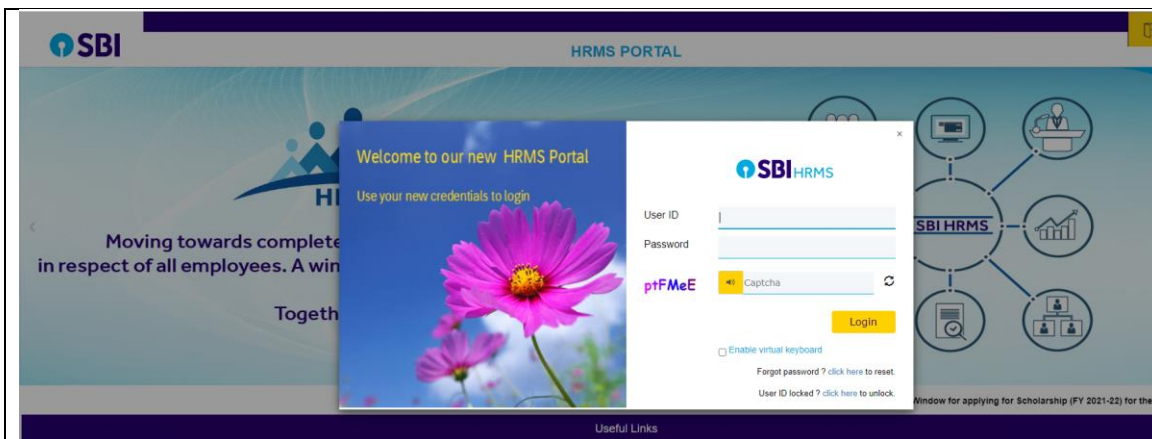 SBI
HRMS PORTAL
Welcome to our new HRMS Portal
Use your new credentials to login
×
SBI HRMS
User ID
Password
ptFMeE
Captcha
Login
Enable virtual keyboard
Forgot password ? click here to reset.
User ID locked ? click here to unlock.
Moving towards complete
in respect of all employees. A win
Togeth
SBI HRMS
Window for applying for Scholarship (FY 2021-22) for the
Useful Links